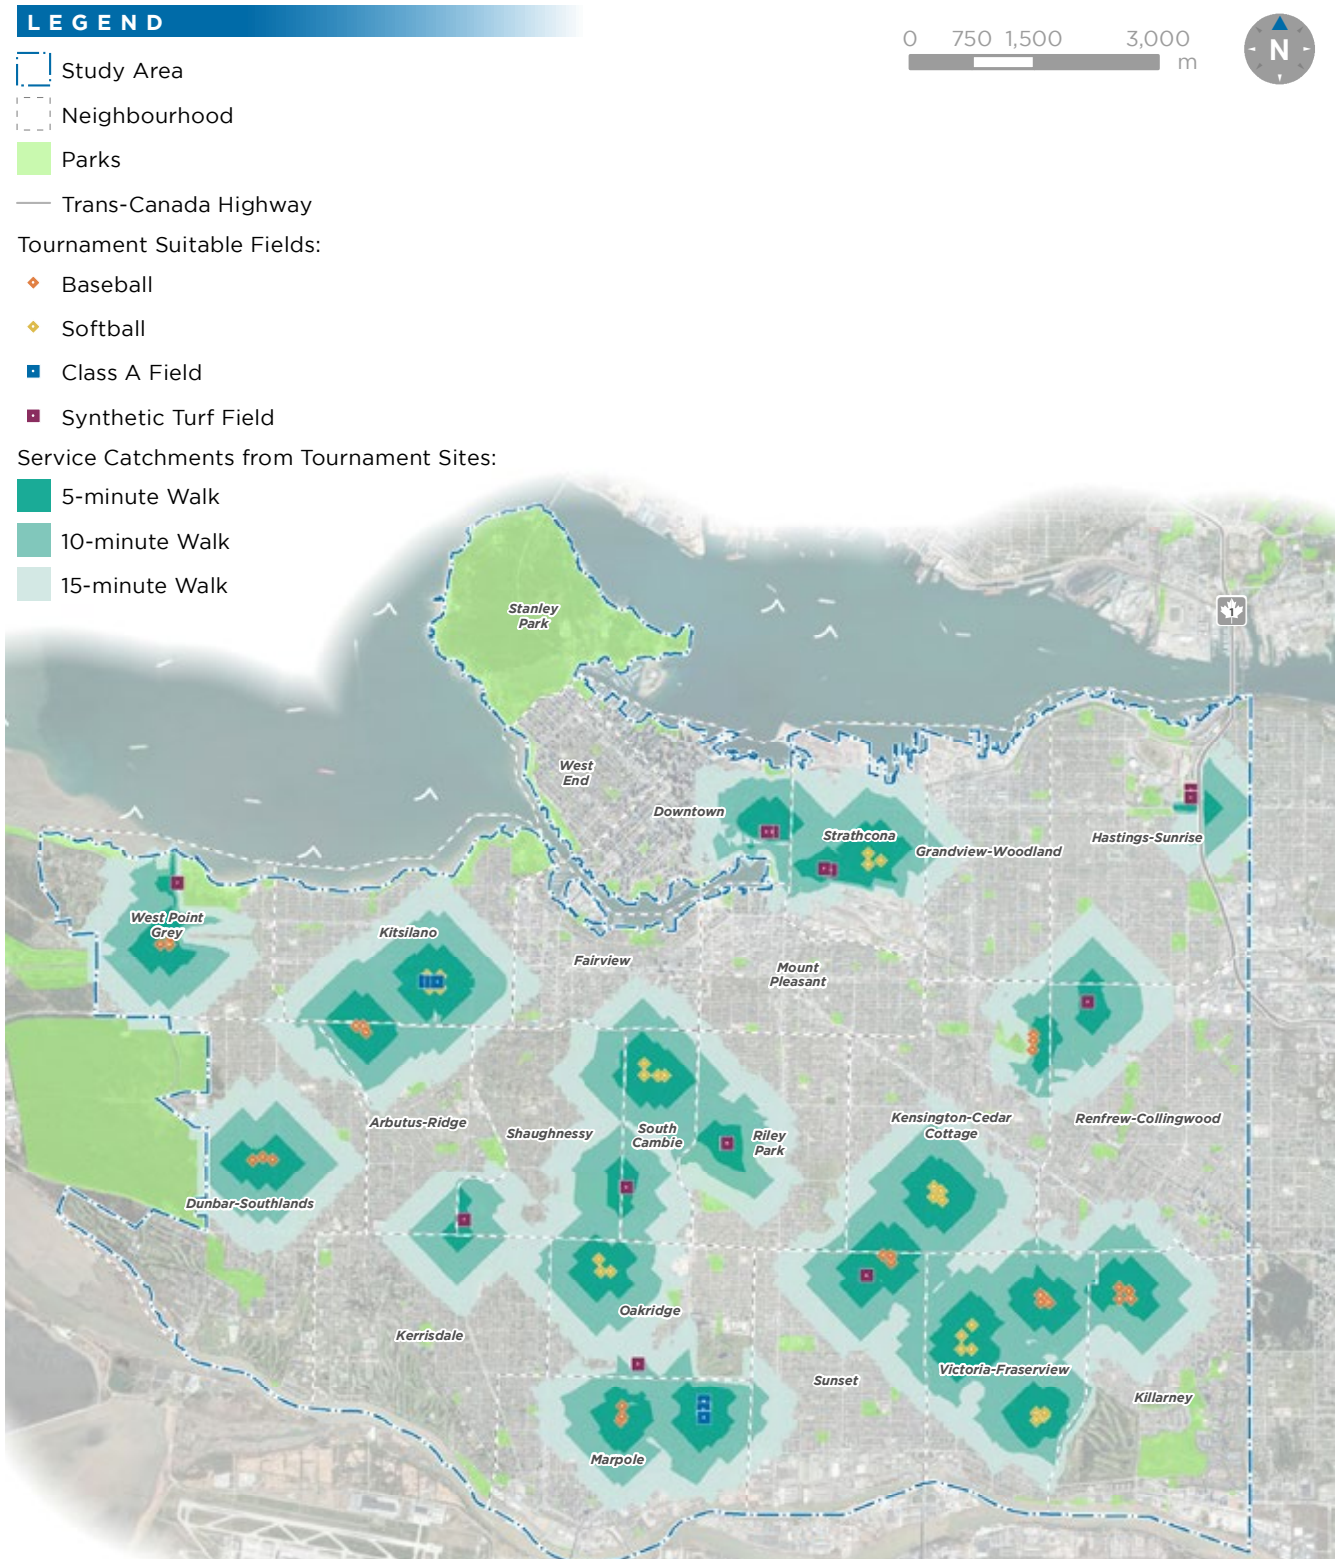 LEGEND
Study Area
Neighbourhood
Parks
Trans-Canada Highway
Tournament Suitable Fields:
Baseball
Softball
Class A Field
Synthetic Turf Field
Service Catchments from Tournament Sites:
5-minute Walk
10-minute Walk
15-minute Walk
0 750 1,500 3,000
m
N
Stanley
Park
1
West
End
Downtown
Strathcona
Grandview-Woodland
Hastings-Sunrise
West Point
Grey
Kitsilano
Fairview
Mount
Pleasant
Arbutus-Ridge
Shaughnessy
South
Cambie
Riley
Park
Kensington-Cedar
Cottage
Renfrew-Collingwood
Dunbar-Southlands
Oakridge
Kerrisdale
Sunset
Victoria-Fraserview
Killarney
Marpole